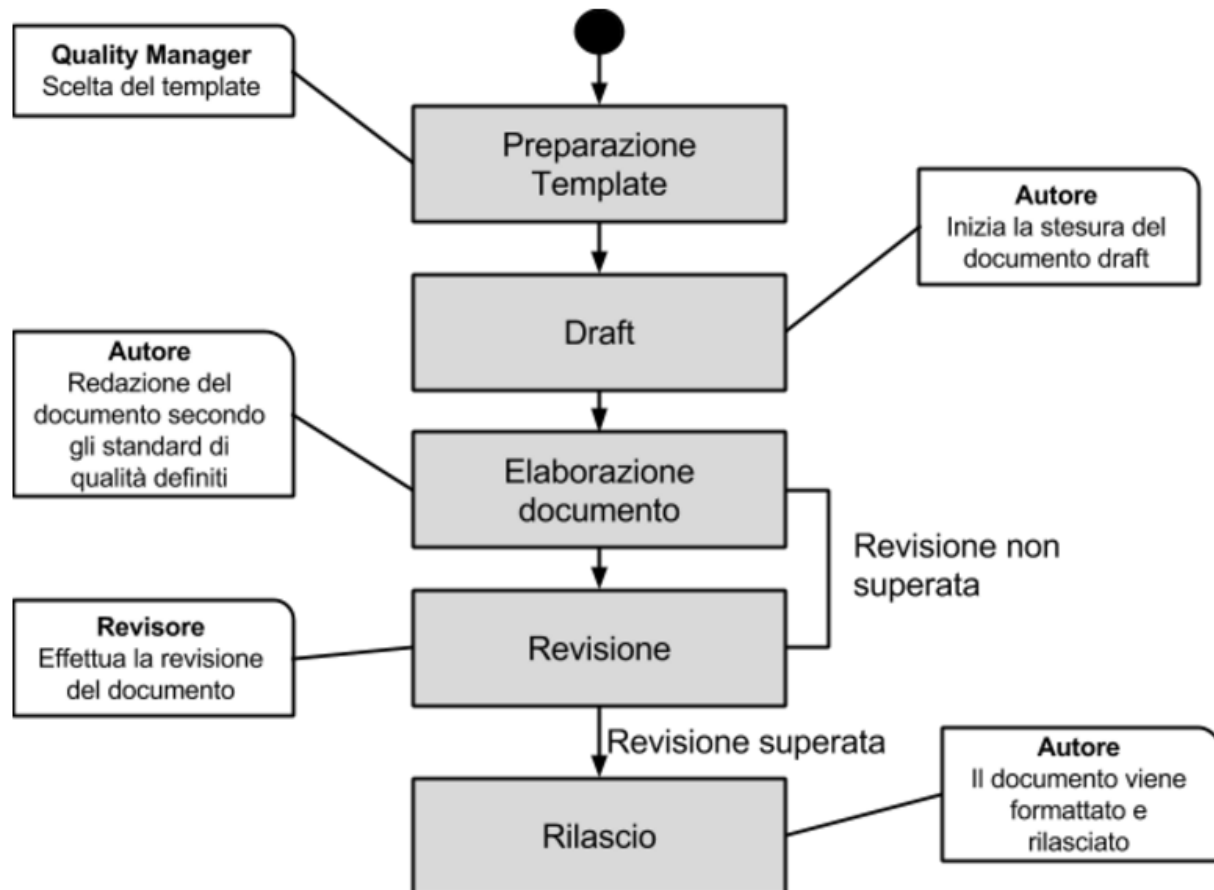 Quality Manager
Scelta del template
Preparazione
Template
Autore
Inizia la stesura del
documento draft
Draft
Autore
Redazione del
documento secondo
gli standard di
qualità definiti
Elaborazione
documento
Revisione non
superata
Revisore
Effettua la revisione
del documento
Revisione
Revisione superata
Autore
Il documento viene
formattato e
rilasciato
Rilascio